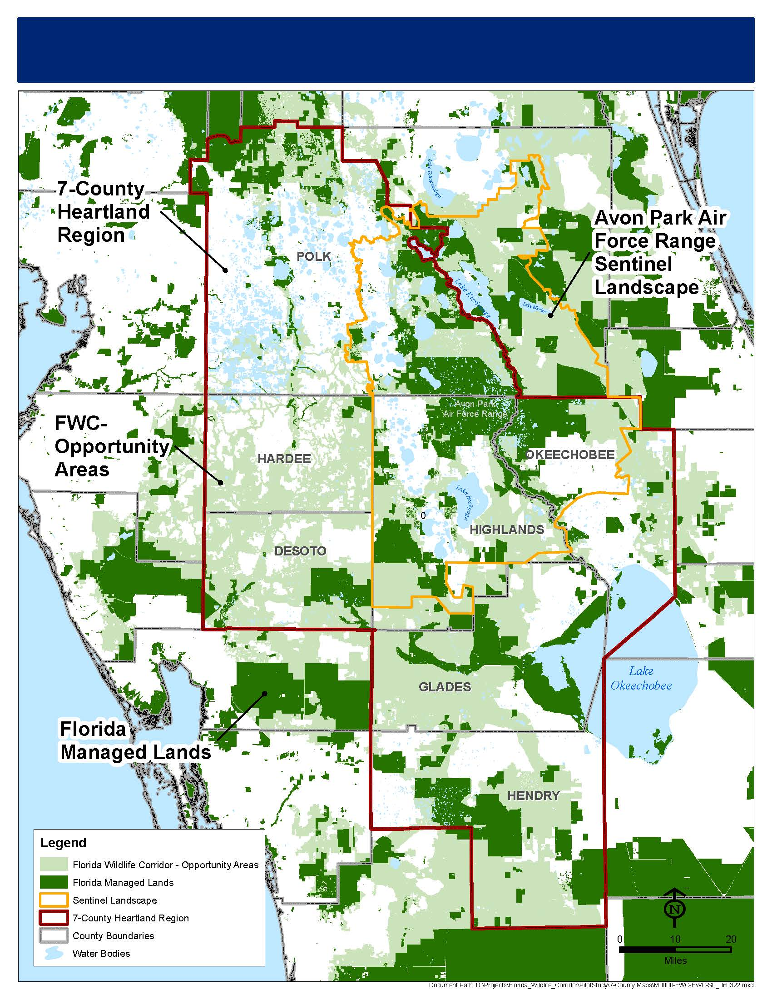 7-County
Heartland
Region
Lake Tohopekaliga
Avon Park Air
Force Range
Sentinel
Landscape
POLK
Lake Kissimmee
Lake Marian
Avon Park
Air Force Range
FWC-
Opportunity
Areas
HARDEE
OKEECHOBEE
Lake Istokpoga
0
HIGHLANDS
DESOTO
Lake
Okeechobee
GLADES
Florida
Managed Lands
HENDRY
Legend
Florida Wildlife Corridor - Opportunity Areas
Florida Managed Lands
Sentinel Landscape
7-County Heartland Region
County Boundaries
Water Bodies
N
0 10 20
Miles
Document Path: D:\Projects\Florida_Wildlife_Corridor\PilotStudy\7-County Maps\M0000-FWC-FWC-SL_060322.mxd